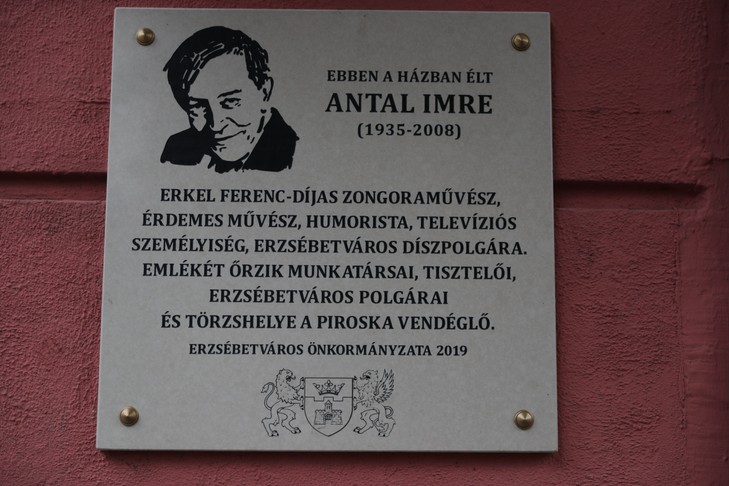 EBBEN A HÁZBAN ÉLT
ANTAL IMRE
(1935-2008)
ERKEL FERENC-DÍJAS ZONGORAMŰVÉSZ,
ÉRDEMES MŰVÉSZ, HUMORISTA, TELEVÍZIÓS
SZEMÉLYISÉG, ERZSÉBETVÁROS DÍSZPOLGÁRA.
EMLÉKÉT ŐRZIK MUNKATÁRSAI, TISZTELŐI,
ERZSÉBETVÁROS POLGÁRAI
ÉS TÖRZSHELYE A PIROSKA VENDÉGLŐ.
ERZSÉBETVÁROS ÖNKORMÁNYZATA 2019